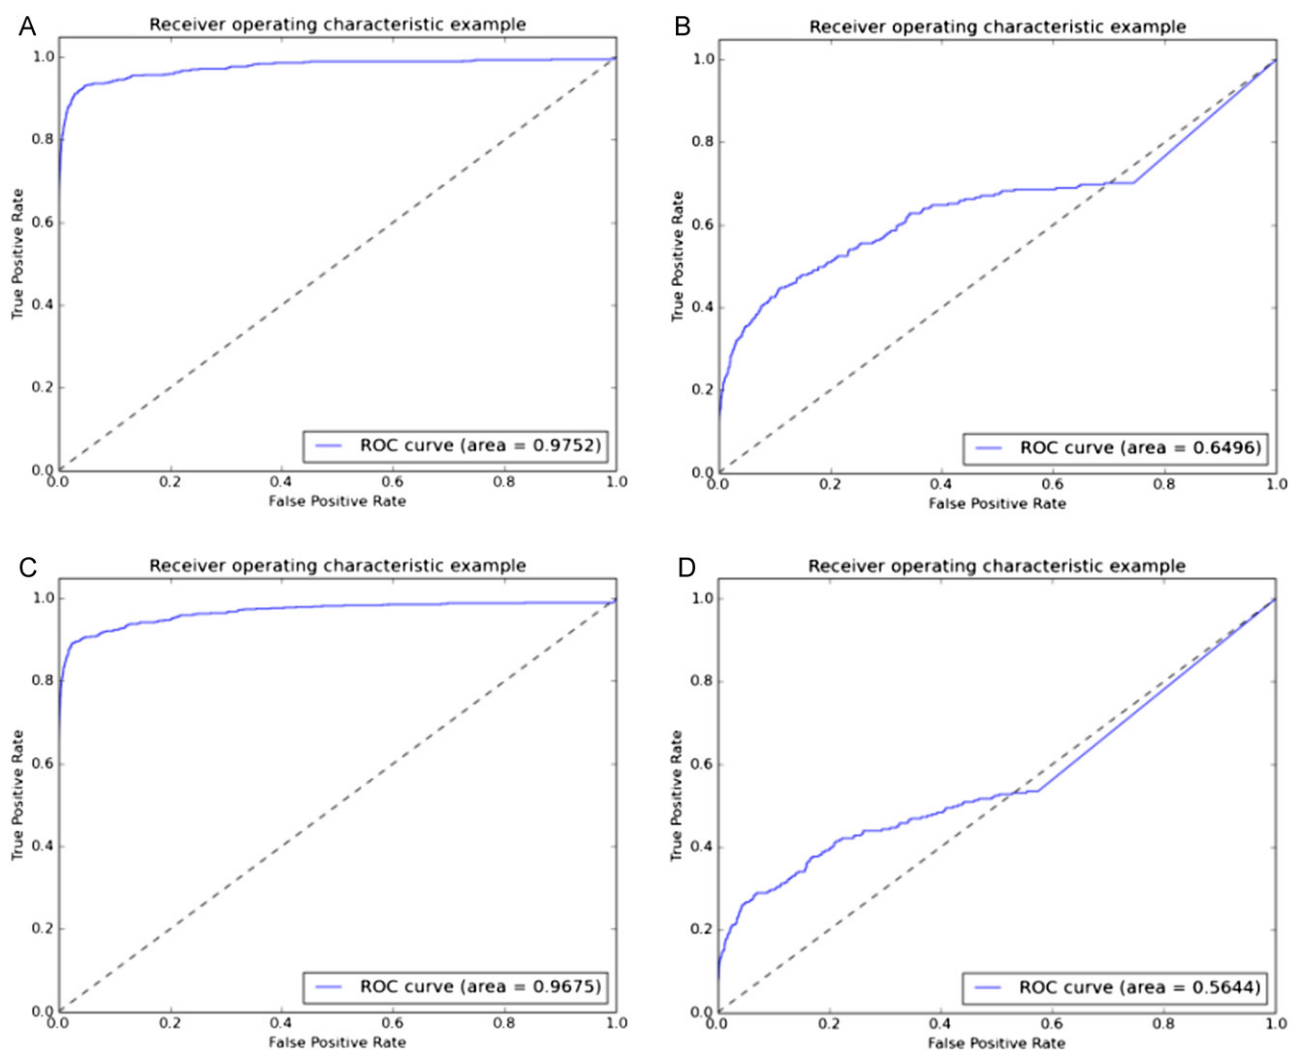 A
Receiver operating characteristic example
1.0
0.8
0.6
0.4
0.2
0.0
True Positive Rate
ROC curve (area = 0.9752)
0.0 0.2 0.4 0.6 0.8 1.0
False Positive Rate
B
Receiver operating characteristic example
1.0
0.8
0.6
0.4
0.2
0.0
True Positive Rate
ROC curve (area = 0.6496)
0.0 0.2 0.4 0.6 0.8 1.0
False Positive Rate
C
Receiver operating characteristic example
1.0
0.8
0.6
0.4
0.2
0.0
True Positive Rate
ROC curve (area = 0.9675)
0.0 0.2 0.4 0.6 0.8 1.0
False Positive Rate
D
Receiver operating characteristic example
1.0
0.8
0.6
0.4
0.2
0.0
True Positive Rate
ROC curve (area = 0.5644)
0.0 0.2 0.4 0.6 0.8 1.0
False Positive Rate